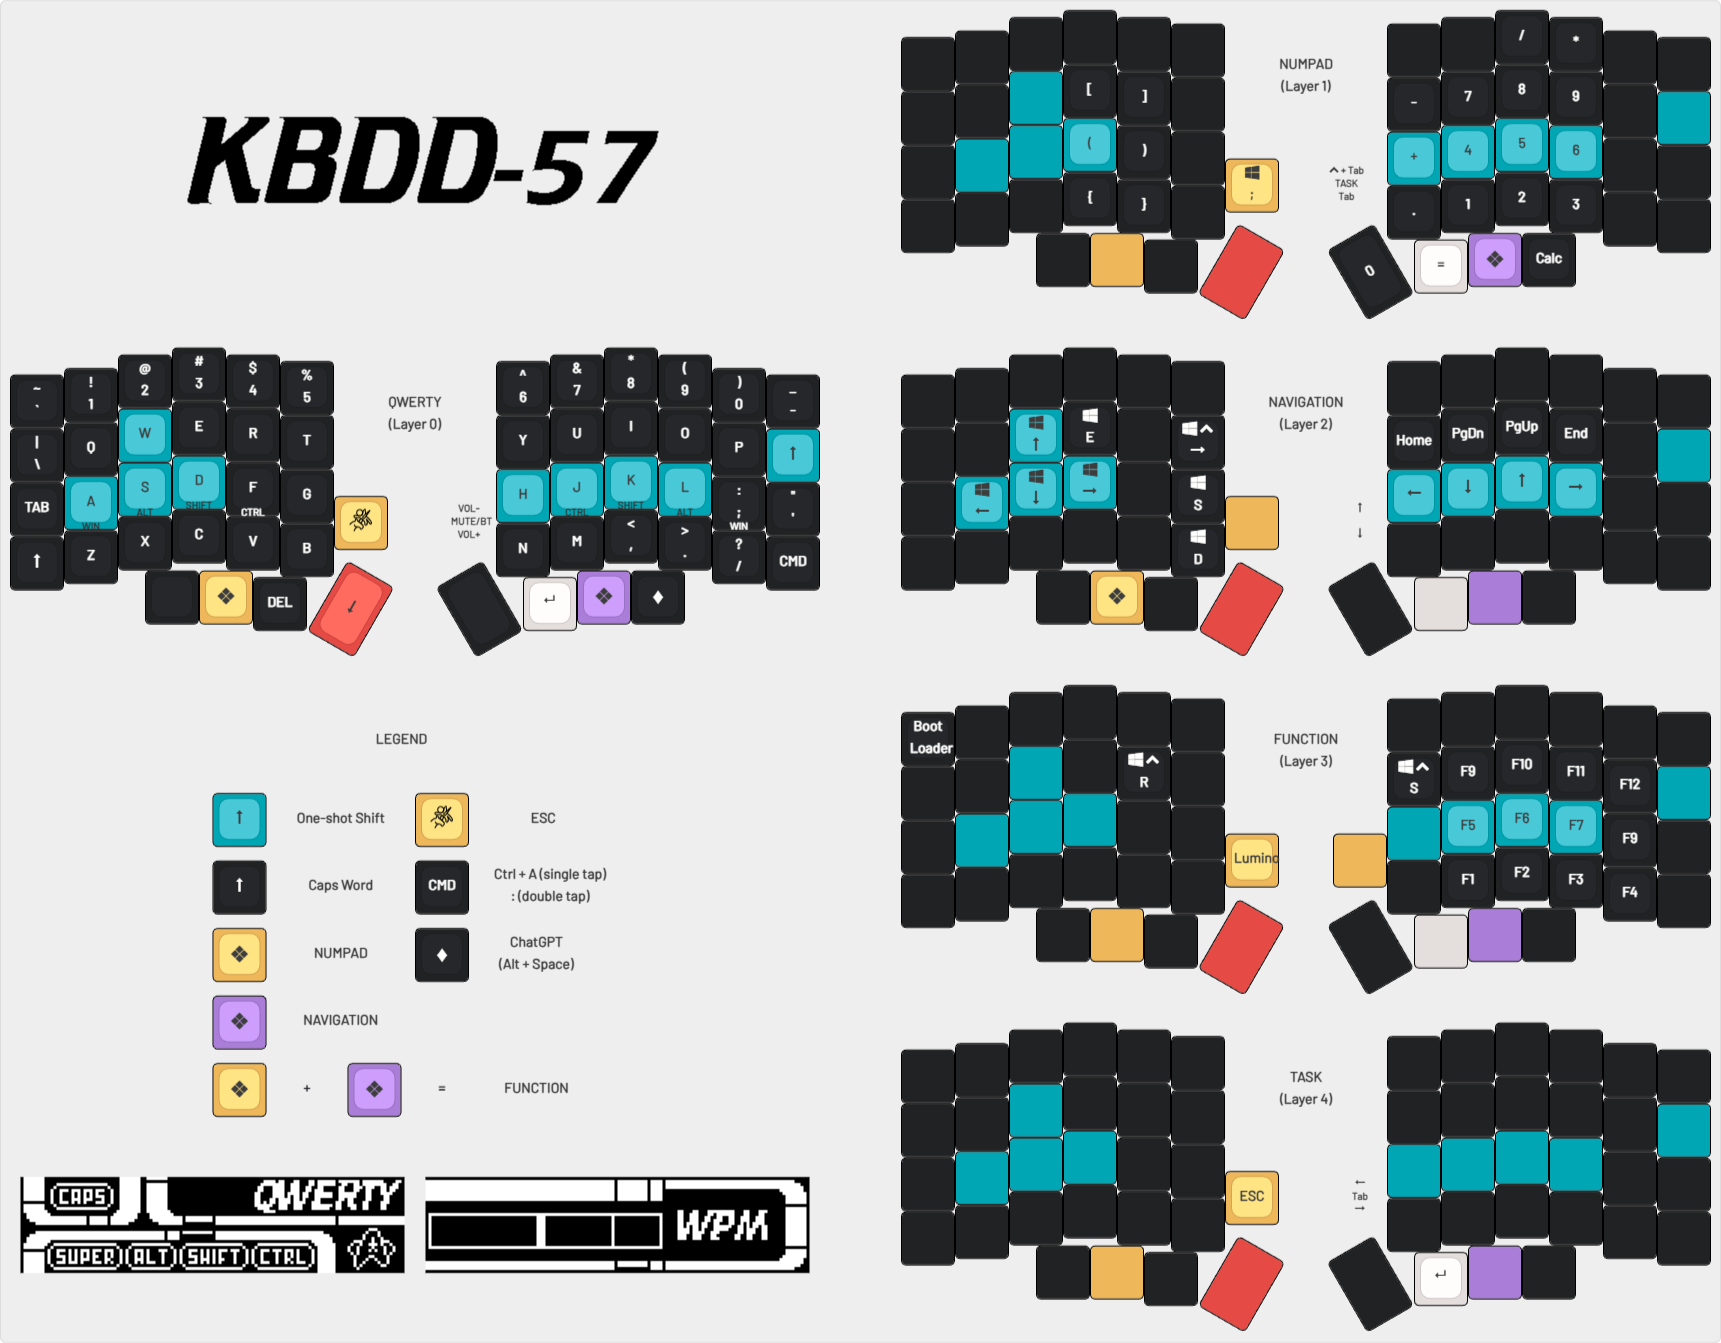 KBDD-57
~ ! @ # $ %
` 1 2 3 4 5
| Q W E R T
\
TAB A S D F G
WIN ALT SHIFT CTRL
↑ Z X C V B
❖ DEL ↙
QWERTY
(Layer 0)
VOL-
MUTE/BT
VOL+
^ & * ( ) _
6 7 8 9 0 -
Y U I O P ↑
H J K L : "
; '
CTRL SHIFT ALT WIN
N M < > ? CMD
, . /
↵ ❖ ♦
LEGEND
↑ One-shot Shift ESC
↑ Caps Word CMD Ctrl + A (single tap)
: (double tap)
❖ NUMPAD ♦ ChatGPT
(Alt + Space)
❖ NAVIGATION
❖ + ❖ = FUNCTION
CAPS QWERTY
SUPER ALT SHIFT CTRL
WPM
[ ]
( )
{ }
;
NUMPAD
(Layer 1)
^ + Tab
TASK
Tab
/ *
- 7 8 9
+ 4 5 6
. 1 2 3
0 = ❖ Calc
↑ E ^
→
← ↓ → S
D
❖
NAVIGATION
(Layer 2)
↑
↓
Home PgDn PgUp End
← ↓ ↑ →
Boot
Loader
^
R
Lumino
FUNCTION
(Layer 3)
^
S F9 F10 F11 F12
F5 F6 F7 F9
F1 F2 F3 F4
ESC
TASK
(Layer 4)
←
Tab
→
↵